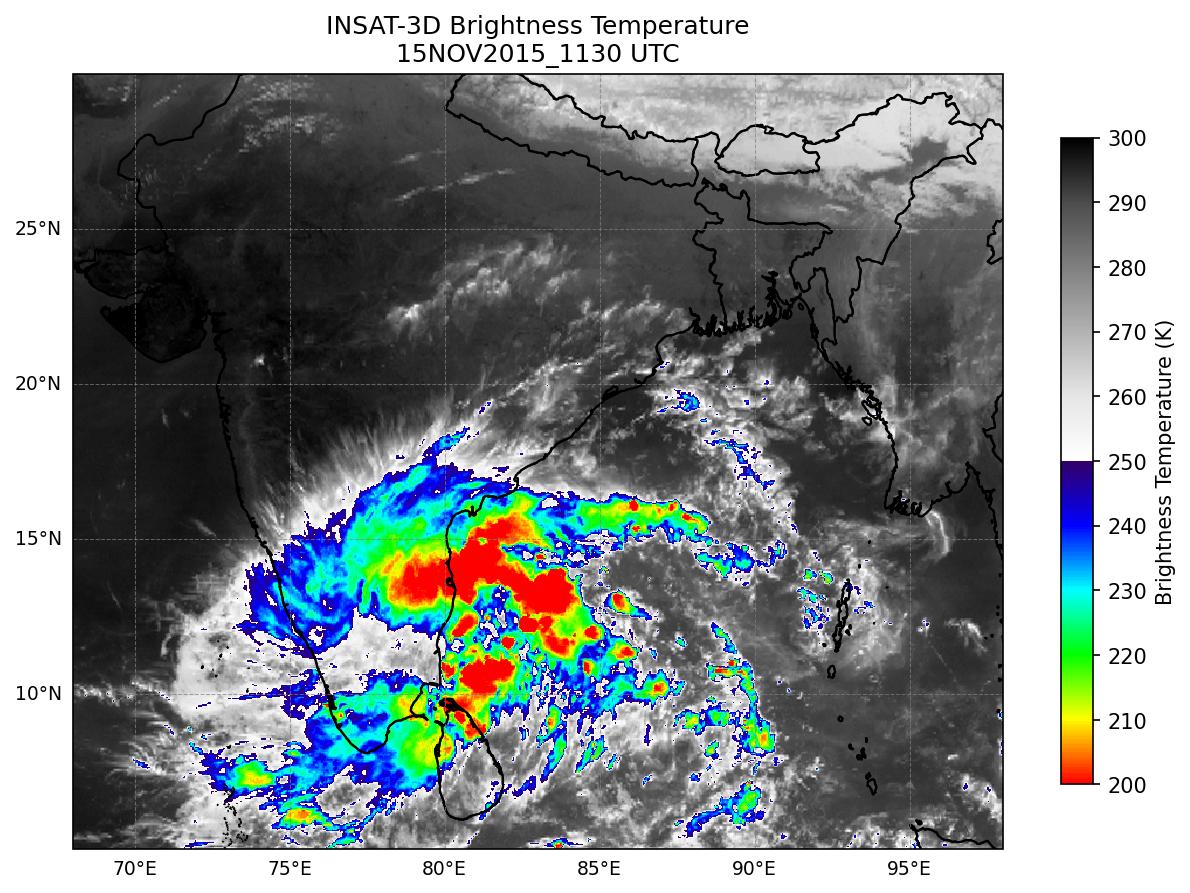 INSAT-3D Brightness Temperature
15NOV2015_1130 UTC
25°N
20°N
15°N
10°N
70°E
75°E
80°E
85°E
90°E
95°E
300
290
280
270
260
250
240
230
220
210
200
Brightness Temperature (K)